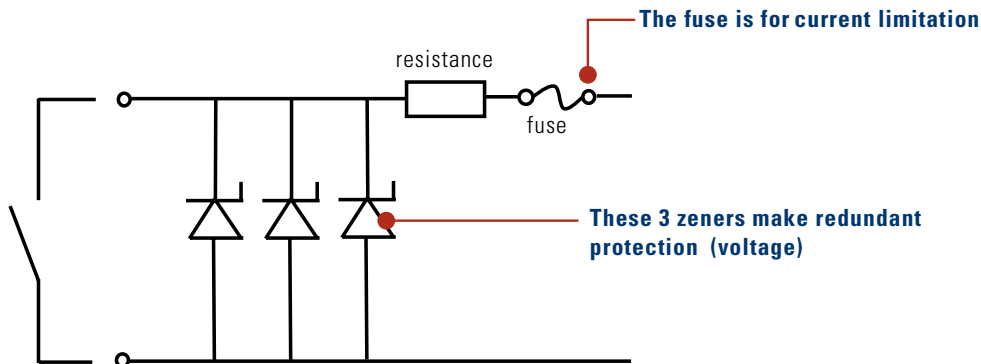 The fuse is for current limitation
resistance
fuse
These 3 zeners make redundant
protection (voltage)